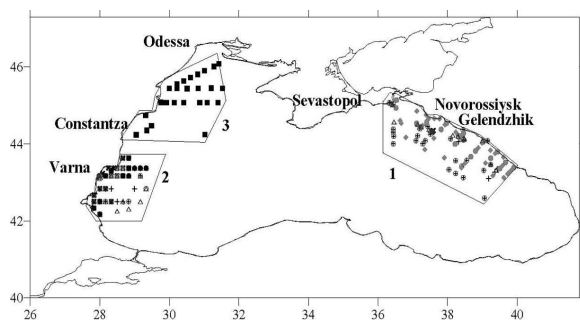 Odessa
46
Sevastopol
Novorossiysk
Gelendzhik
Constantza
3
44
Varna
2
1
42
40
26 28 30 32 34 36 38 40